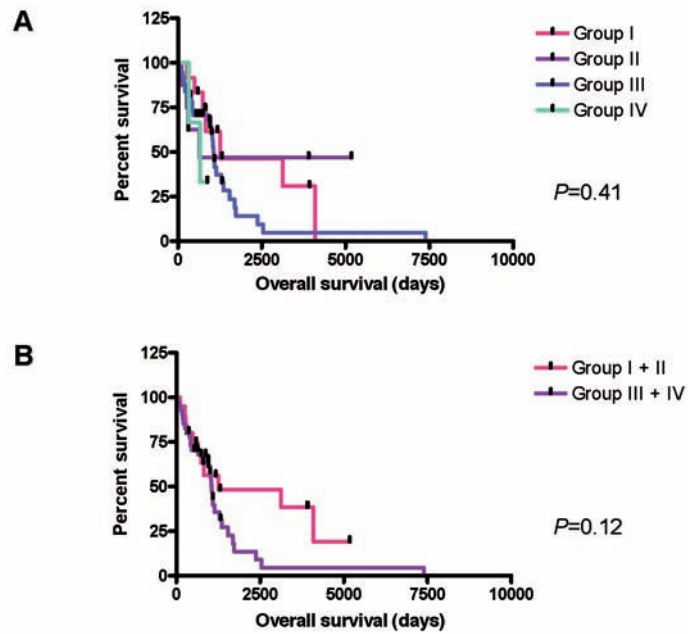 A
125
100
75
50
25
0
Percent survival
0 2500 5000 7500 10000
Overall survival (days)
Group I
Group II
Group III
Group IV
P=0.41
B
125
100
75
50
25
0
Percent survival
0 2500 5000 7500 10000
Overall survival (days)
Group I + II
Group III + IV
P=0.12